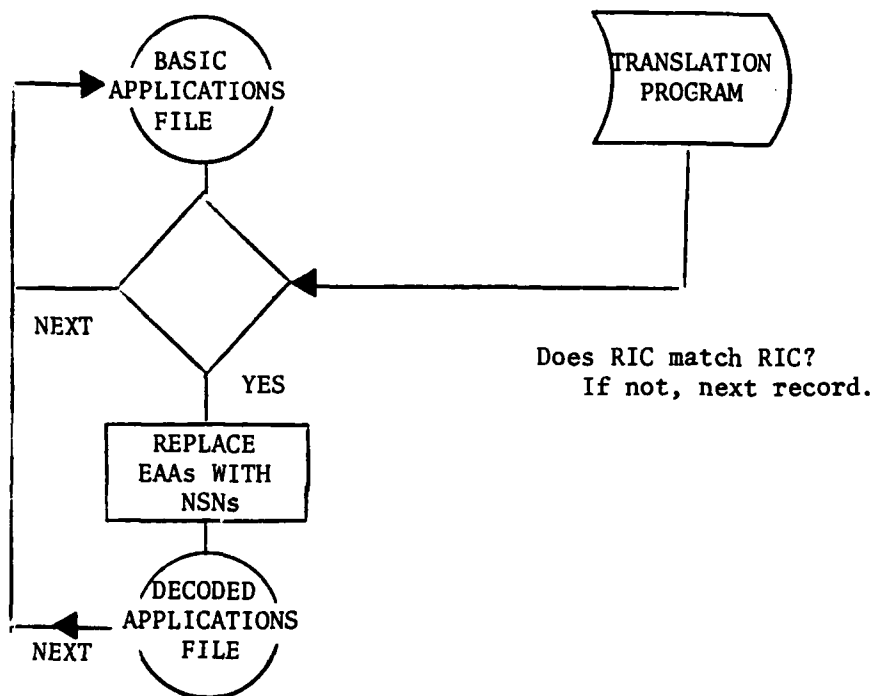 BASIC
APPLICATIONS
FILE
TRANSLATION
PROGRAM
NEXT
Does RIC match RIC?
If not, next record.
YES
REPLACE
EAAs WITH
NSNs
DECODED
APPLICATIONS
FILE
NEXT